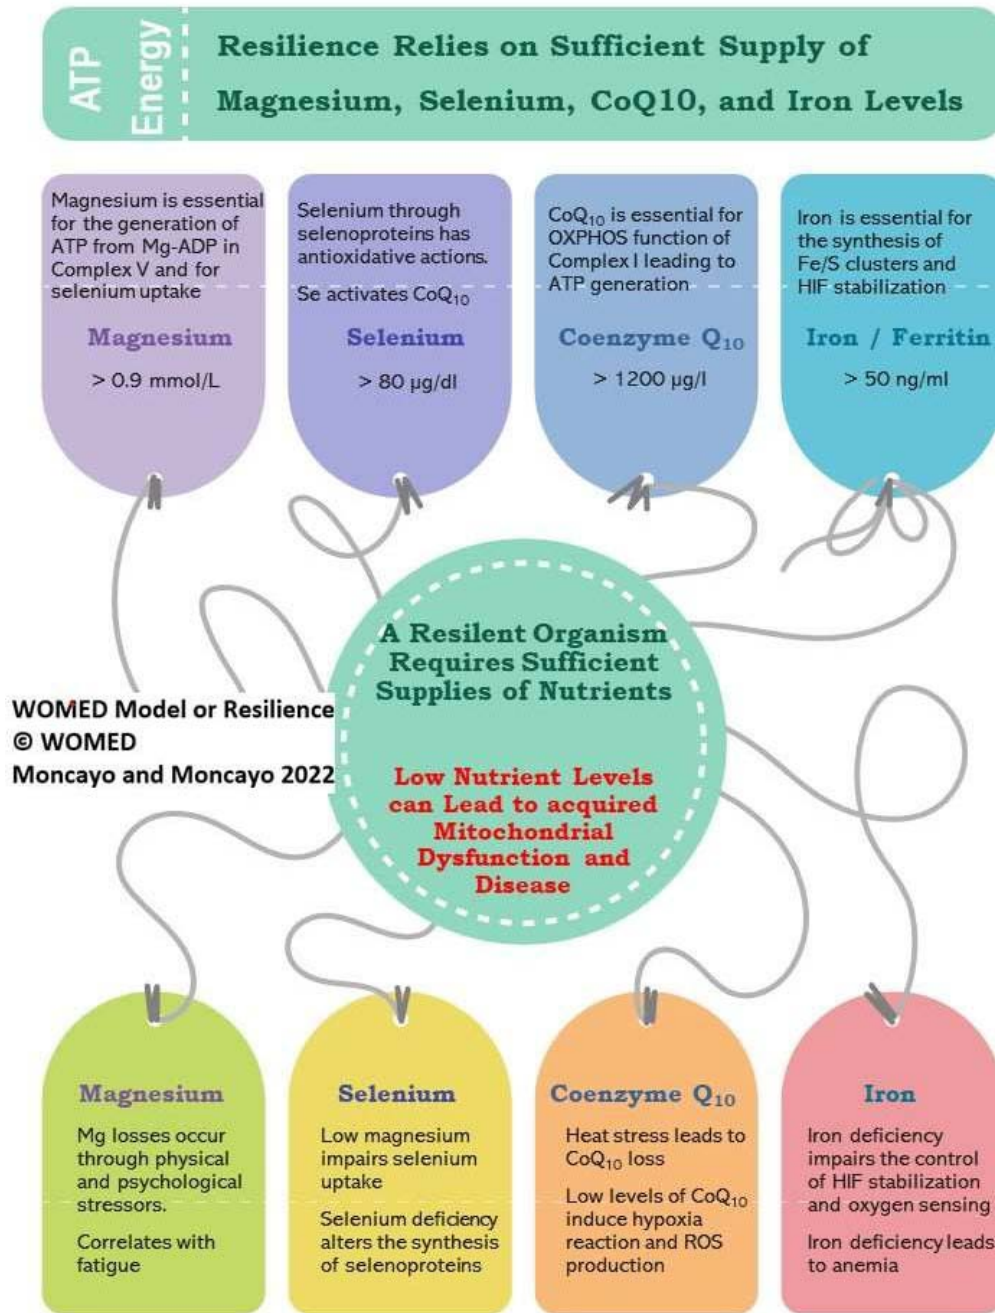 ATP
Energy
Resilience Relies on Sufficient Supply of
Magnesium, Selenium, CoQ10, and Iron Levels
Magnesium is essential
for the generation of
ATP from Mg-ADP in
Complex V and for
selenium uptake
Magnesium
> 0.9 mmol/L
Selenium through
selenoproteins has
antioxidative actions.
Se activates CoQ₁₀
Selenium
> 80 µg/dl
CoQ₁₀ is essential for
OXPHOS function of
Complex I leading to
ATP generation
Coenzyme Q₁₀
> 1200 µg/l
Iron is essential for
the synthesis of
Fe/S clusters and
HIF stabilization
Iron / Ferritin
> 50 ng/ml
A Resilent Organism
Requires Sufficient
Supplies of Nutrients
Low Nutrient Levels
can Lead to acquired
Mitochondrial
Dysfunction and
Disease
WOMED Model or Resilience
© WOMED
Moncayo and Moncayo 2022
Magnesium
Mg losses occur
through physical
and psychological
stressors.
Correlates with
fatigue
Selenium
Low magnesium
impairs selenium
uptake
Selenium deficiency
alters the synthesis
of selenoproteins
Coenzyme Q₁₀
Heat stress leads to
CoQ₁₀ loss
Low levels of CoQ₁₀
induce hypoxia
reaction and ROS
production
Iron
Iron deficiency
impairs the control
of HIF stabilization
and oxygen sensing
Iron deficiency leads
to anemia